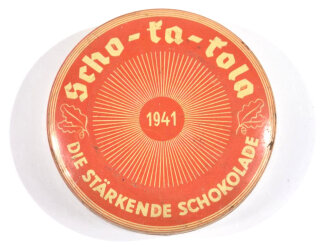 Scho-ka-kola
1941
DIE STÄRKENDE SCHOKOLADE